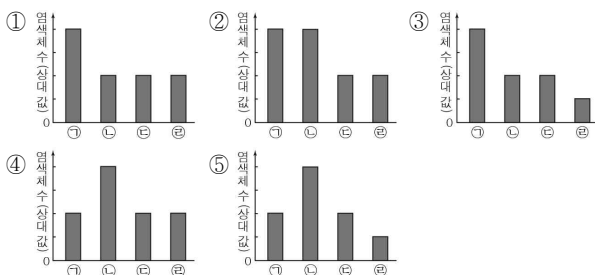 ① 염색체 수(상대값) 0 ㉠ ㉡ ㉢ ㉣
② 염색체 수(상대값) 0 ㉠ ㉡ ㉢ ㉣
③ 염색체 수(상대값) 0 ㉠ ㉡ ㉢ ㉣
④ 염색체 수(상대값) 0 ㉠ ㉡ ㉢ ㉣
⑤ 염색체 수(상대값) 0 ㉠ ㉡ ㉢ ㉣